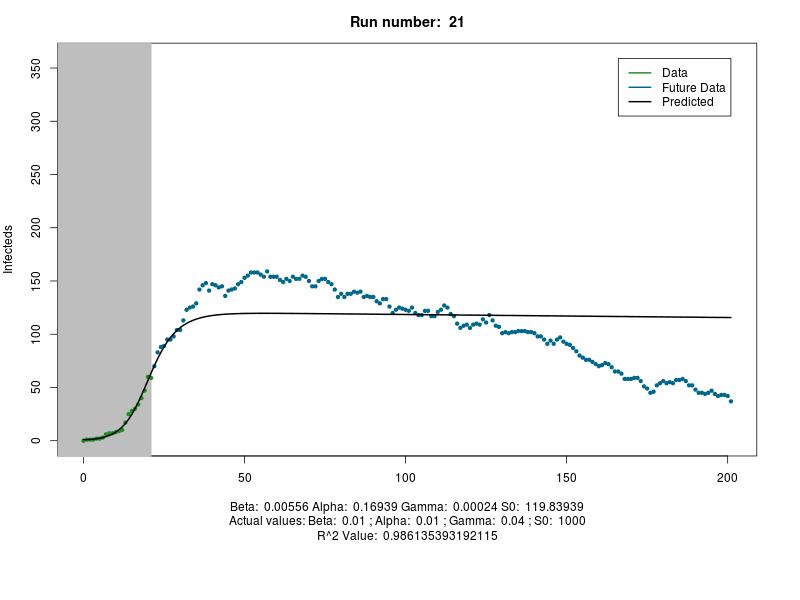 Run number: 21
350
300
250
200
150
100
50
0
Infecteds
Data
Future Data
Predicted
0 50 100 150 200
Beta: 0.00556 Alpha: 0.16939 Gamma: 0.00024 S0: 119.83939
Actual values: Beta: 0.01 ; Alpha: 0.01 ; Gamma: 0.04 ; S0: 1000
R^2 Value: 0.986135393192115